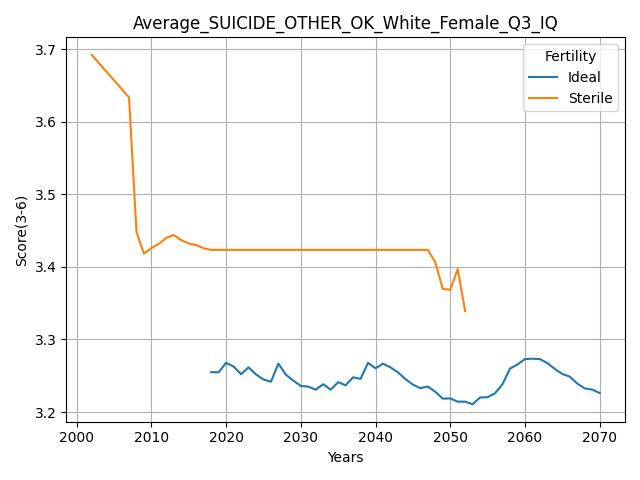 Average_SUICIDE_OTHER_OK_White_Female_Q3_IQ
Fertility
Ideal
Sterile
Score(3-6)
3.7
3.6
3.5
3.4
3.3
3.2
2000 2010 2020 2030 2040 2050 2060 2070
Years